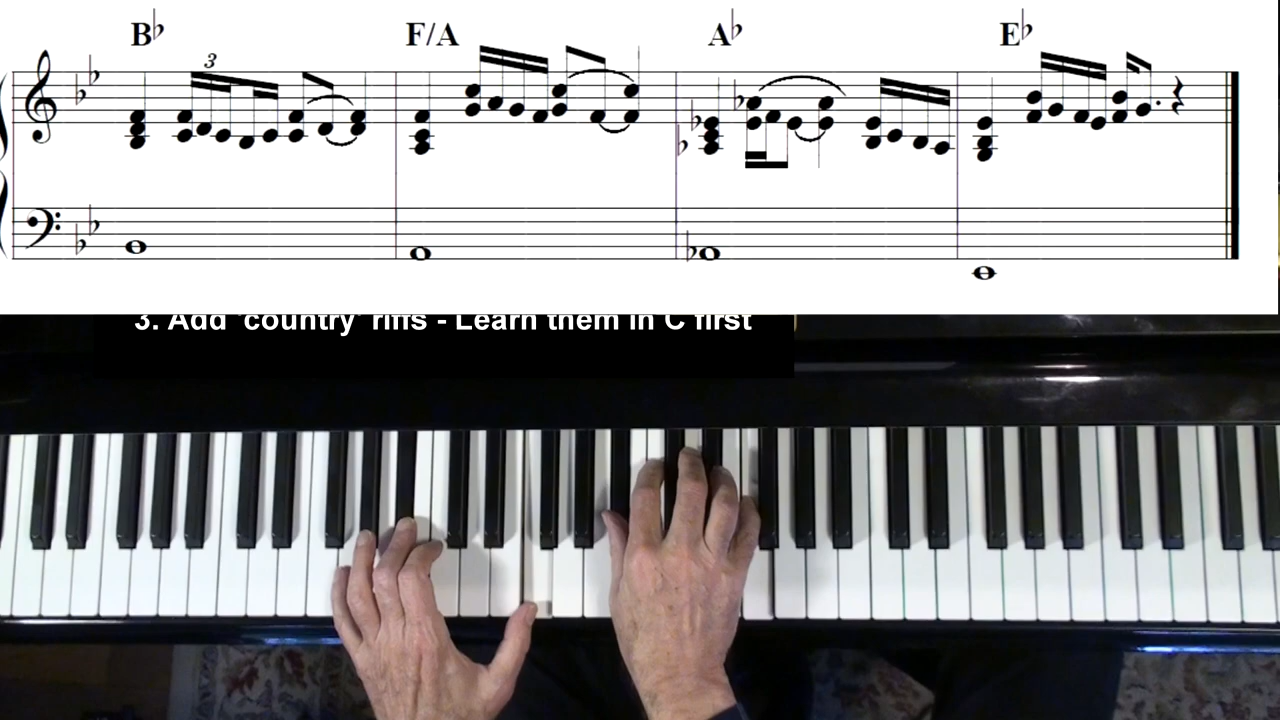 B♭ F/A A♭ E♭
3
3. Add 'country' riffs - Learn them in C first